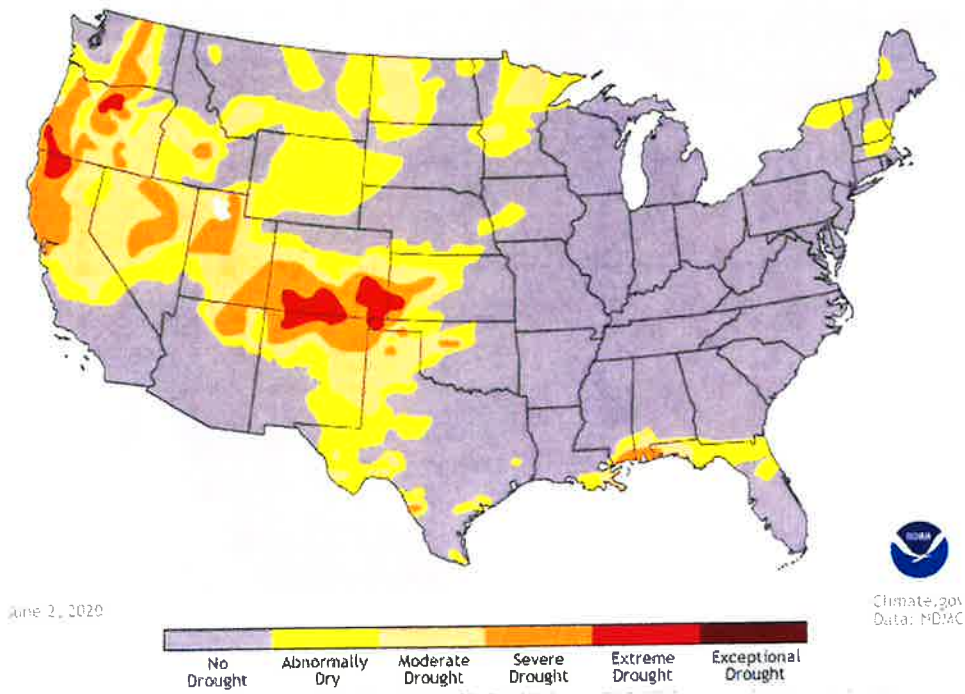 NOAA
June 2, 2020
Climate.gov
Data: NDMC
No Drought
Abnormally Dry
Moderate Drought
Severe Drought
Extreme Drought
Exceptional Drought